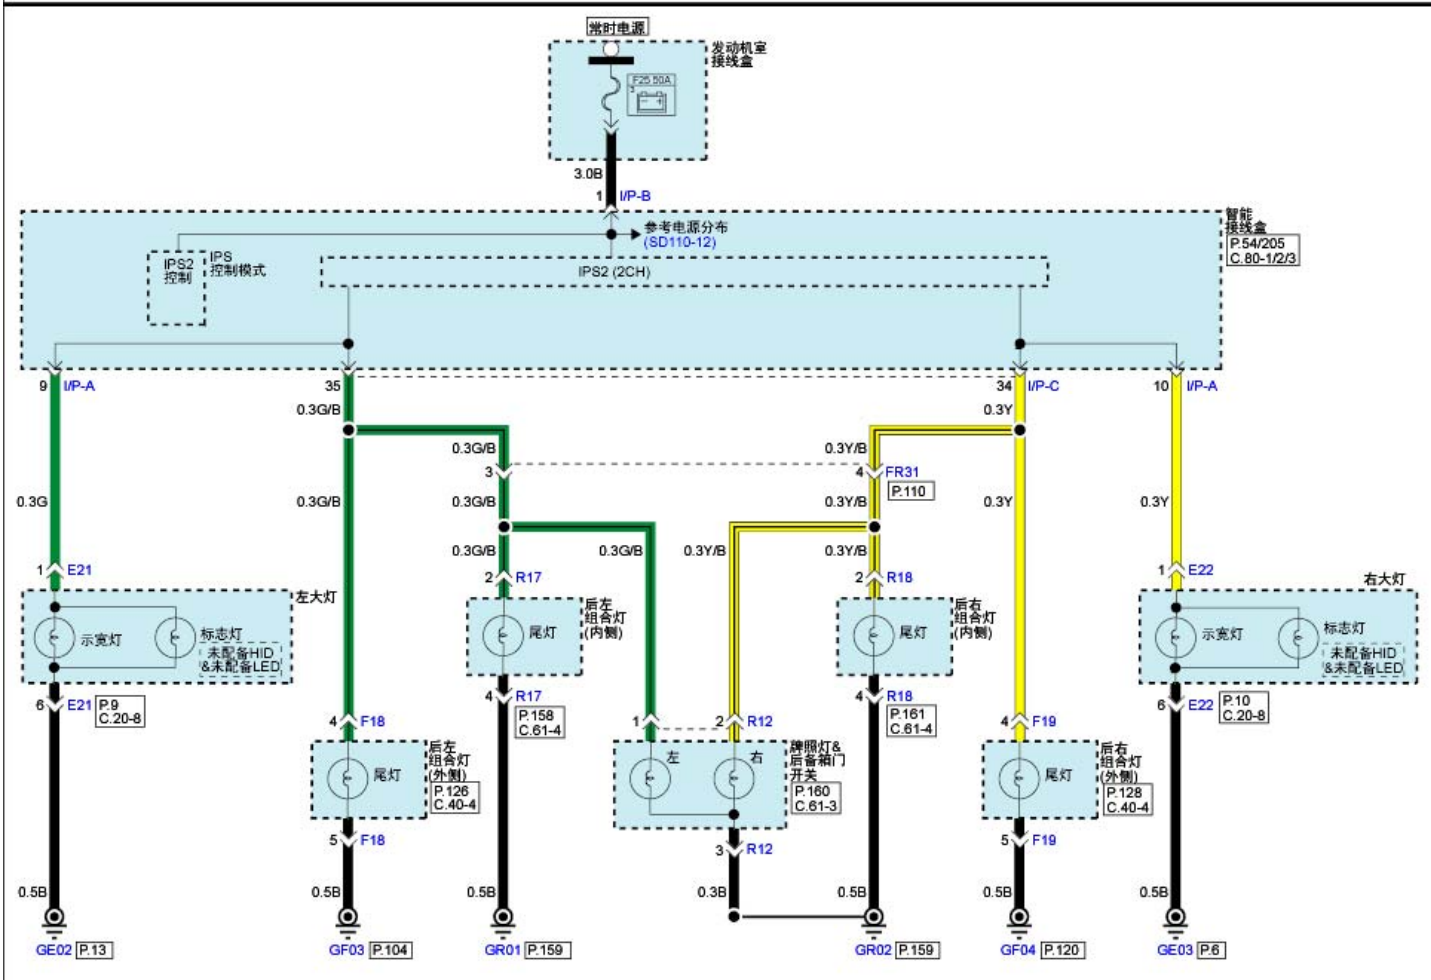 常时电源
发动机室
接线盒
F25 50A
3
3.0B
1 I/P-B
智能
接线盒
P.54/205
C.80-1/2/3
参考电源分布
(SD110-12)
IPS2
控制
IPS
控制模式
IPS2 (2CH)
9 I/P-A
35
34 I/P-C
10 I/P-A
0.3G/B
0.3Y
0.3G/B
0.3Y/B
3
4 FR31
P.110
0.3G
0.3G/B
0.3G/B
0.3Y/B
0.3Y
0.3Y
0.3G/B
0.3G/B
0.3Y/B
0.3Y/B
1 E21
2 R17
2 R18
1 E22
左大灯
示宽灯
标志灯
未配备HID
&未配备LED
后左
组合灯
(内侧)
尾灯
后右
组合灯
(内侧)
尾灯
右大灯
示宽灯
标志灯
未配备HID
&未配备LED
6 E21
P.9
C.20-8
4 R17
P.158
C.61-4
4 R18
P.161
C.61-4
6 E22
P.10
C.20-8
4 F18
1
2 R12
4 F19
后左
组合灯
(外侧)
尾灯
P.126
C.40-4
左
右
牌照灯&
后备箱门
开关
P.160
C.61-3
后右
组合灯
(外侧)
尾灯
P.128
C.40-4
5 F18
3 R12
5 F19
0.5B
0.5B
0.5B
0.3B
0.5B
0.5B
0.5B
GE02 P.13
GF03 P.104
GR01 P.159
GR02 P.159
GF04 P.120
GE03 P.6